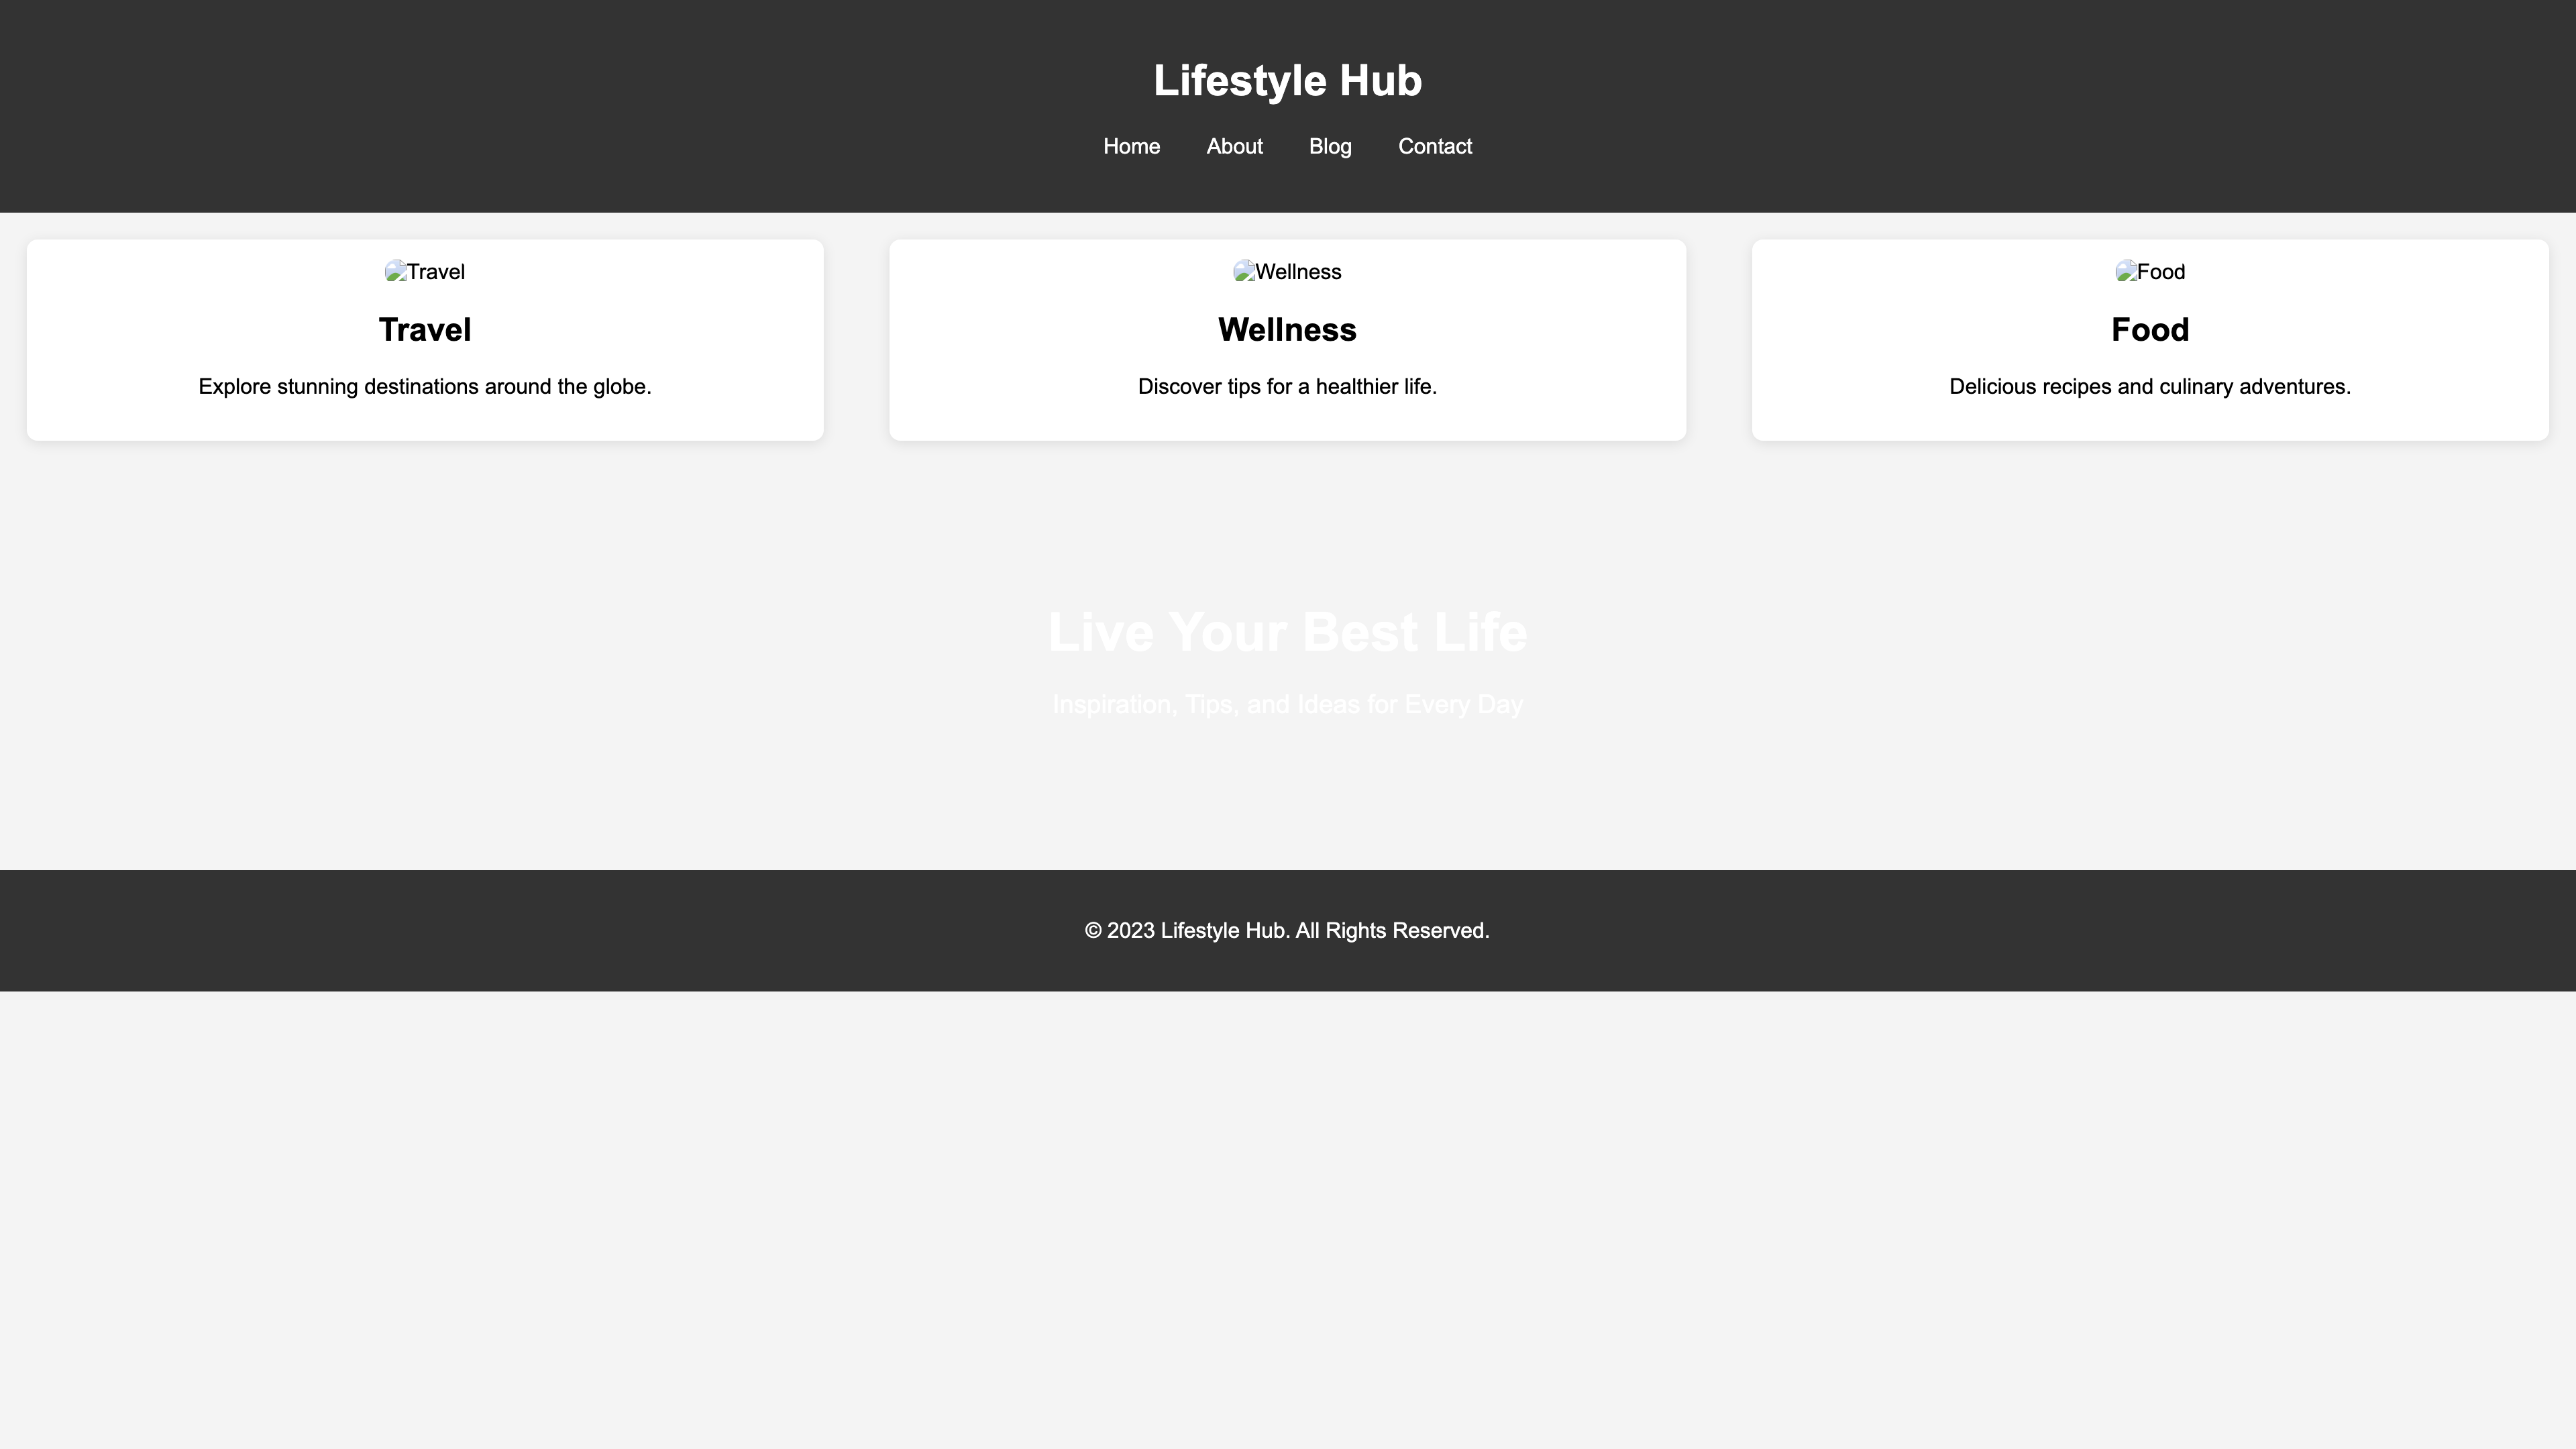 Lifestyle Hub
Home About Blog Contact
Travel
Travel
Explore stunning destinations around the globe.
Wellness
Wellness
Discover tips for a healthier life.
Food
Food
Delicious recipes and culinary adventures.
Live Your Best Life
Inspiration, Tips, and Ideas for Every Day
© 2023 Lifestyle Hub. All Rights Reserved.